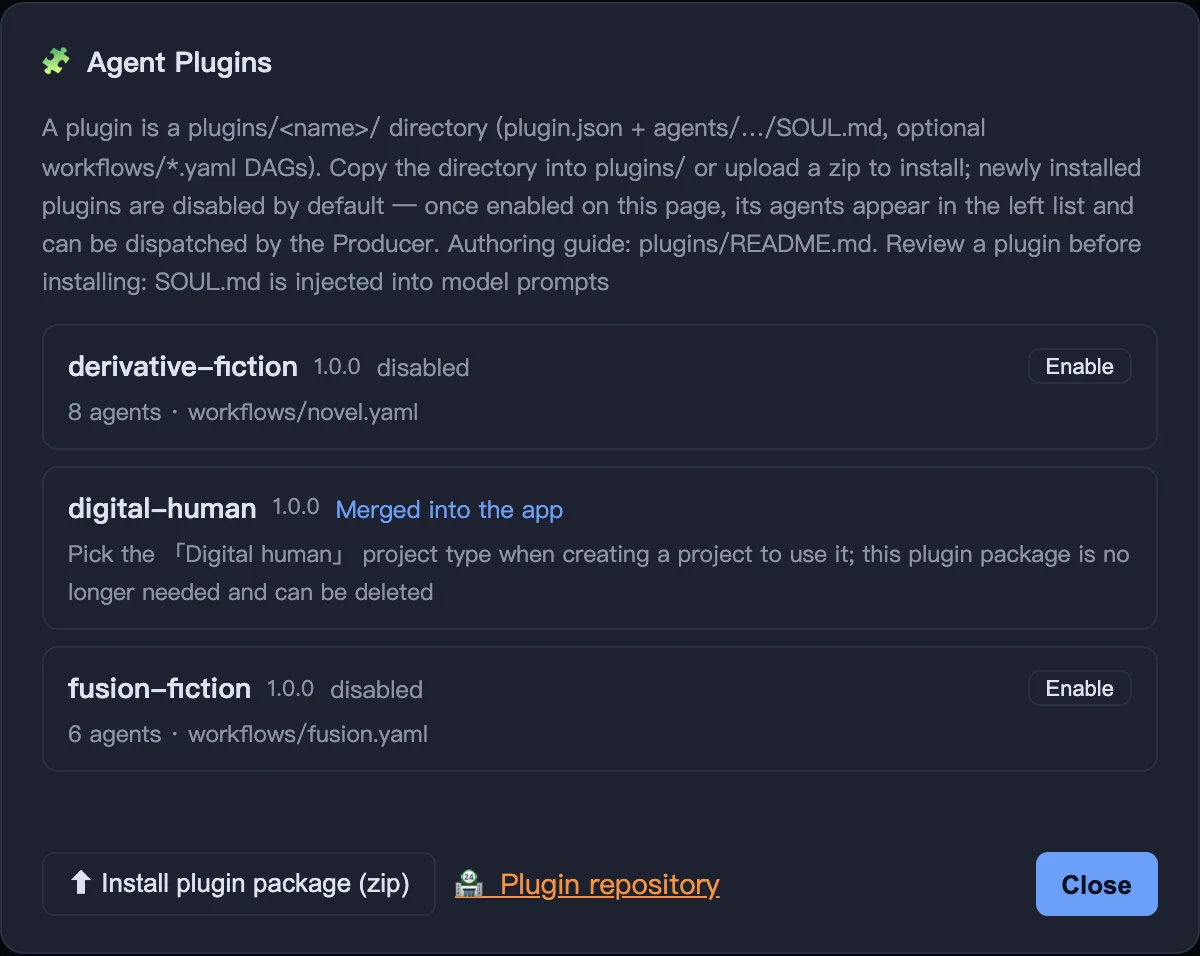 Agent Plugins
A plugin is a plugins/<name>/ directory (plugin.json + agents/…/SOUL.md, optional
workflows/*.yaml DAGs). Copy the directory into plugins/ or upload a zip to install; newly installed
plugins are disabled by default — once enabled on this page, its agents appear in the left list and
can be dispatched by the Producer. Authoring guide: plugins/README.md. Review a plugin before
installing: SOUL.md is injected into model prompts
derivative-fiction 1.0.0 disabled Enable
8 agents · workflows/novel.yaml
digital-human 1.0.0 Merged into the app
Pick the 「Digital human」 project type when creating a project to use it; this plugin package is no
longer needed and can be deleted
fusion-fiction 1.0.0 disabled Enable
6 agents · workflows/fusion.yaml
⬆ Install plugin package (zip) Plugin repository Close